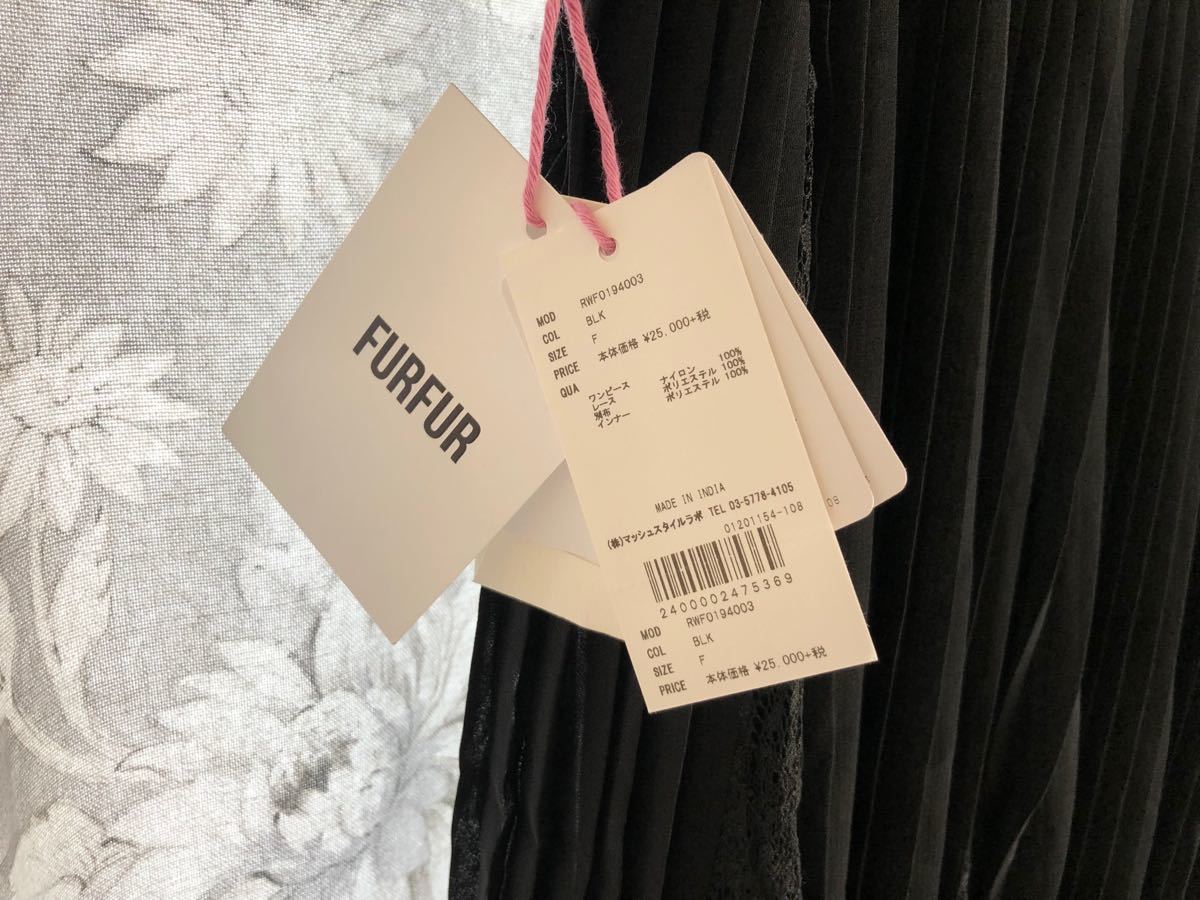 FURFUR
MOD RWFO194003
COL BLK
SIZE F
PRICE 本体価格 ¥25,000+税
QUA
ワンピース
レース ナイロン 100%
別布 ポリエステル 100%
インナー ポリエステル 100%
MADE IN INDIA
(株)マッシュスタイルラボ TEL 03-5778-4105
01201154-108
2400002475369
MOD RWFO194003
COL BLK
SIZE F
PRICE 本体価格 ¥25,000+税
08